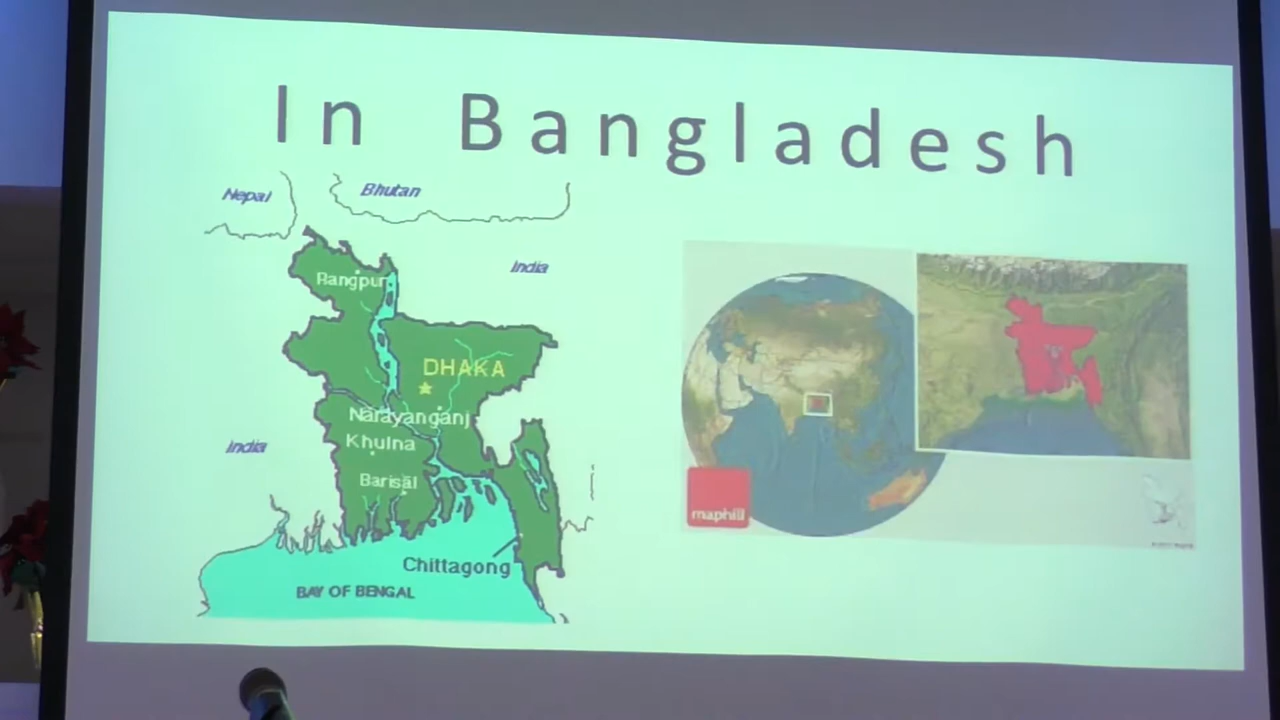 In Bangladesh
Nepal
Bhutan
India
Rangpur
DHAKA
Narayanganj
Khulna
India
Barisal
Chittagong
BAY OF BENGAL
maphill